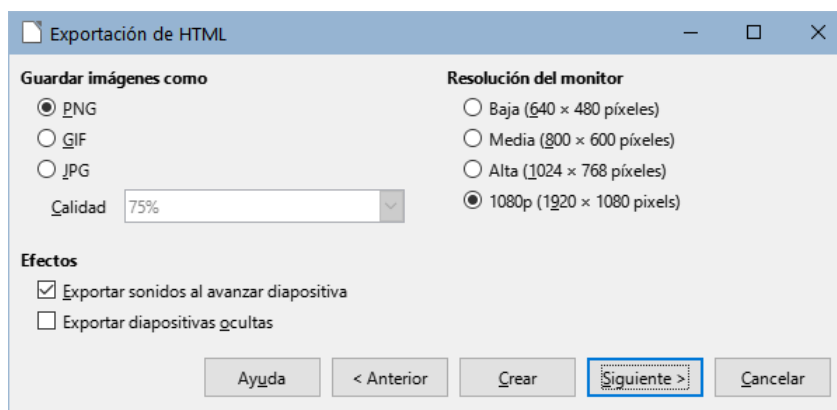 Exportación de HTML
Guardar imágenes como
PNG
GIF
JPG
Calidad 75%
Resolución del monitor
Baja (640 × 480 píxeles)
Media (800 × 600 píxeles)
Alta (1024 × 768 píxeles)
1080p (1920 × 1080 pixels)
Efectos
Exportar sonidos al avanzar diapositiva
Exportar diapositivas ocultas
Ayuda < Anterior Crear Siguiente > Cancelar